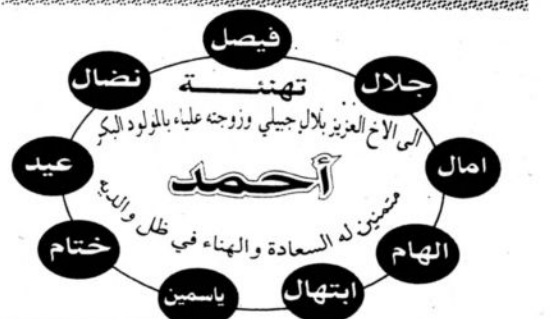 فيصل
نضال
جلال
تهنئة
الى الاخ العزيز بلال جبيلي وزوجته علياء بالمولود البكر
عيد
أحمد
امال
متمنين له السعادة والهناء في ظل والديه
ختام
الهام
ياسمين
ابتهال